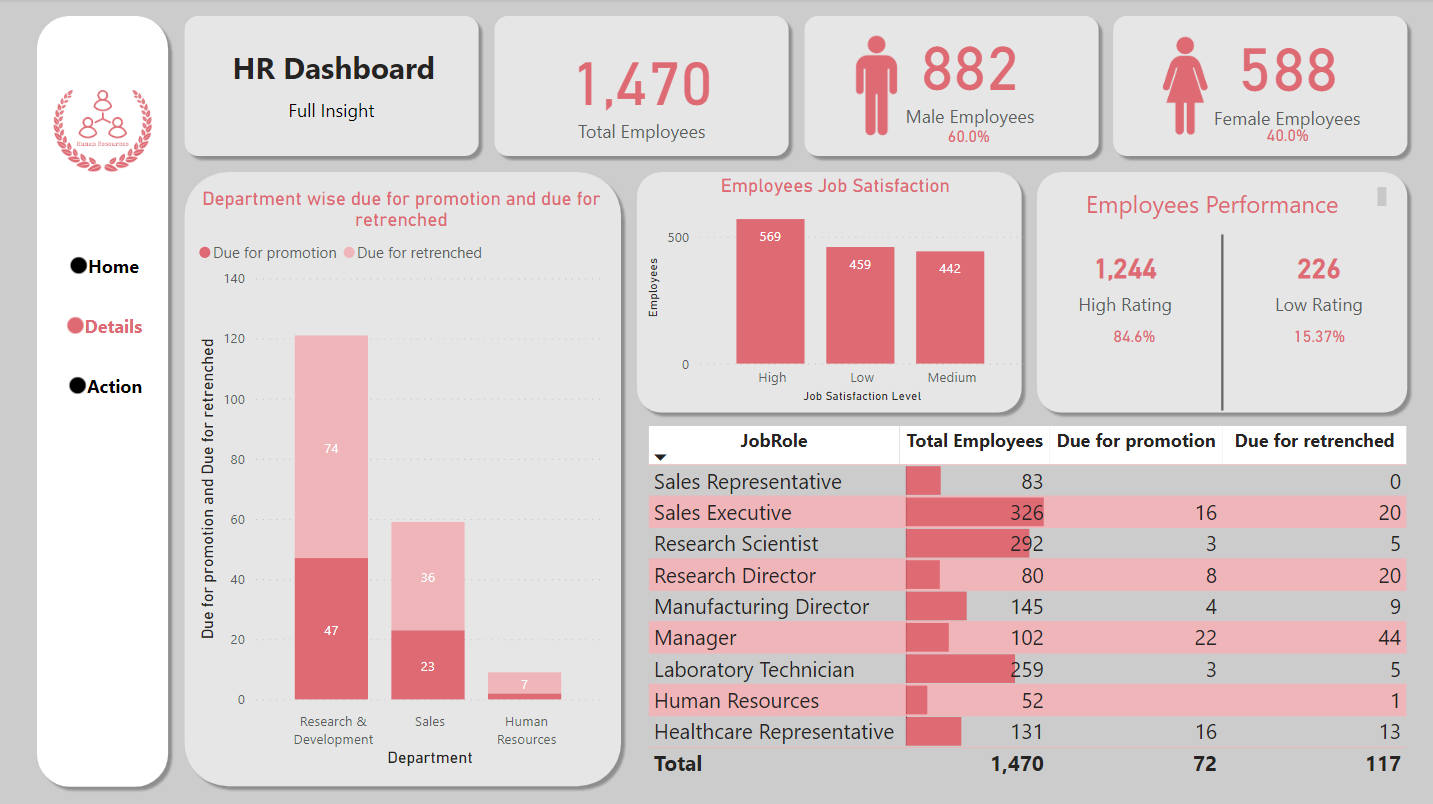 Human Resources
Home
Details
Action
HR Dashboard
Full Insight
1,470
Total Employees
882
Male Employees
60.0%
588
Female Employees
40.0%
Department wise due for promotion and due for
retrenched
Due for promotion Due for retrenched
Due for promotion and Due for retrenched
140
120
100
80
60
40
20
0
74
47
36
23
7
Research &
Development
Sales
Human
Resources
Department
Employees Job Satisfaction
Employees
500
0
569
459
442
High Low Medium
Job Satisfaction Level
Employees Performance
1,244
High Rating
84.6%
226
Low Rating
15.37%
JobRole Total Employees Due for promotion Due for retrenched
Sales Representative 83 0
Sales Executive 326 16 20
Research Scientist 292 3 5
Research Director 80 8 20
Manufacturing Director 145 4 9
Manager 102 22 44
Laboratory Technician 259 3 5
Human Resources 52 1
Healthcare Representative 131 16 13
Total 1,470 72 117